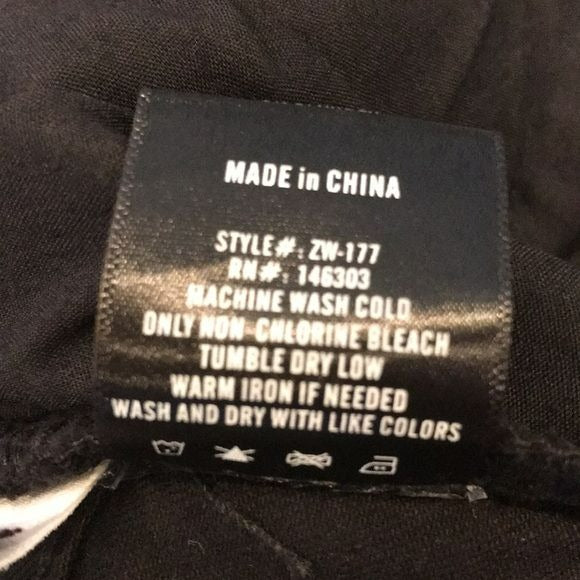 MADE in CHINA
STYLE#: ZW-177
RN#: 146303
MACHINE WASH COLD
ONLY NON-CHLORINE BLEACH
TUMBLE DRY LOW
WARM IRON IF NEEDED
WASH AND DRY WITH LIKE COLORS